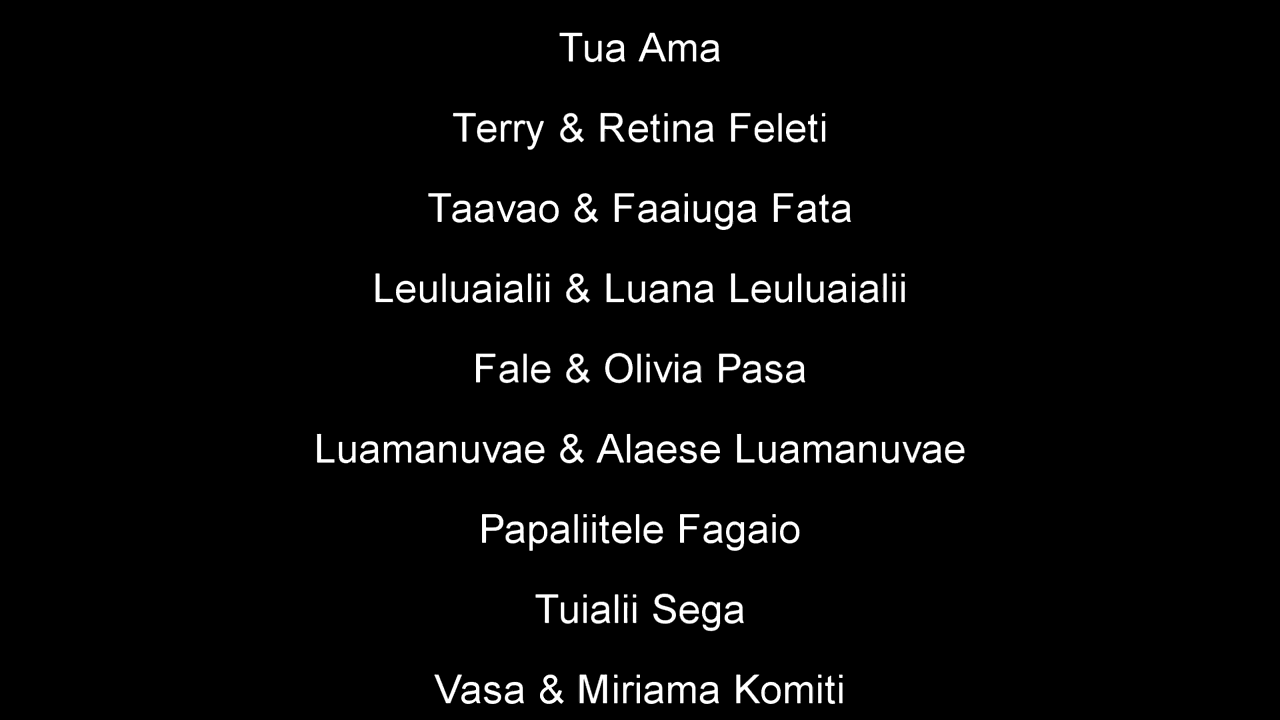 Tua Ama
Terry & Retina Feleti
Taavao & Faaiuga Fata
Leuluaialii & Luana Leuluaialii
Fale & Olivia Pasa
Luamanuvae & Alaese Luamanuvae
Papaliitele Fagaio
Tuialii Sega
Vasa & Miriama Komiti